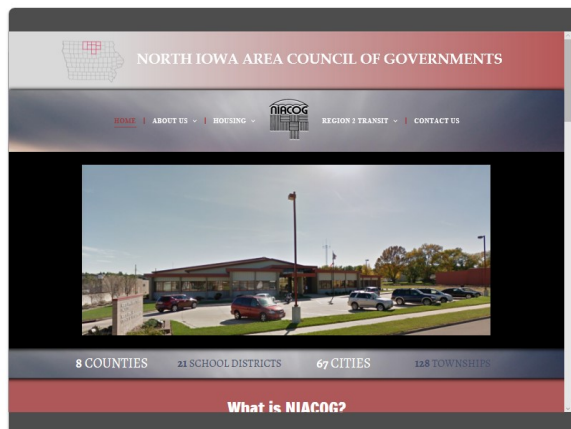 NORTH IOWA AREA COUNCIL OF GOVERNMENTS
HOME | ABOUT US | HOUSING NIACOG REGION 2 TRANSIT | CONTACT US
8 COUNTIES 21 SCHOOL DISTRICTS 67 CITIES 128 TOWNSHIPS
What is NIACOG?